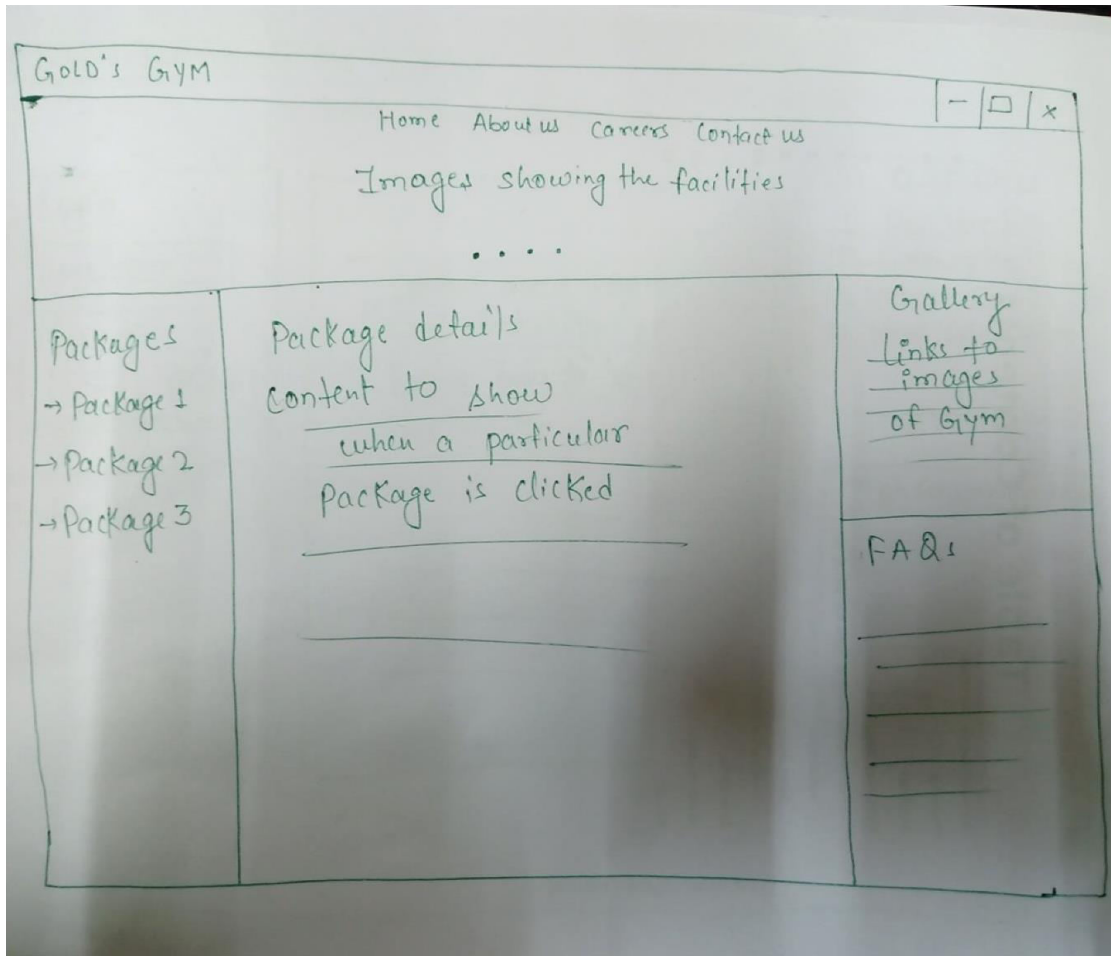 GOLD's GYM
Home About us Careers Contact us
Images showing the facilities
Packages
→ Package 1
→ Package 2
→ Package 3
Package details
Content to show
when a particular
Package is clicked
Gallery
Links to
images
of Gym
FAQs